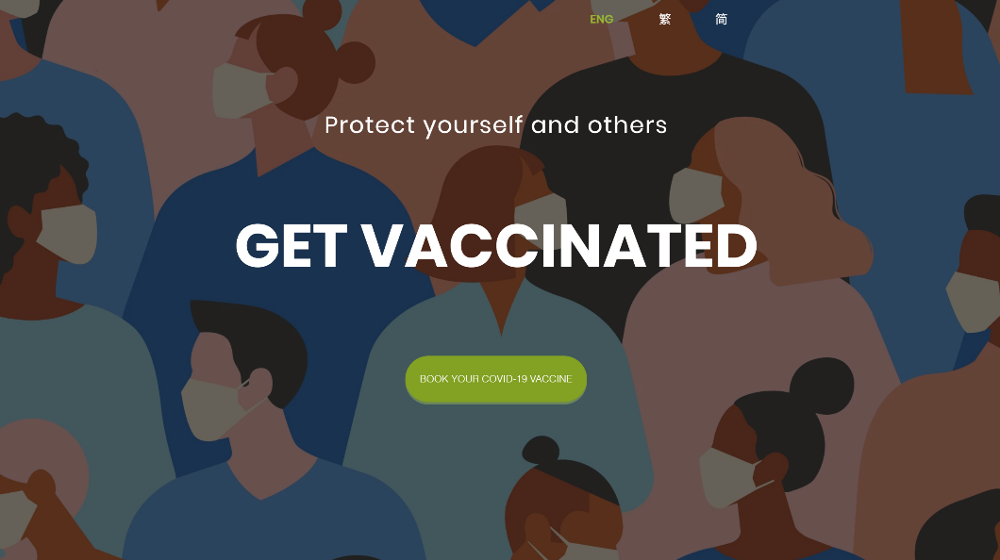 ENG 繁 简
Protect yourself and others
GET VACCINATED
BOOK YOUR COVID-19 VACCINE